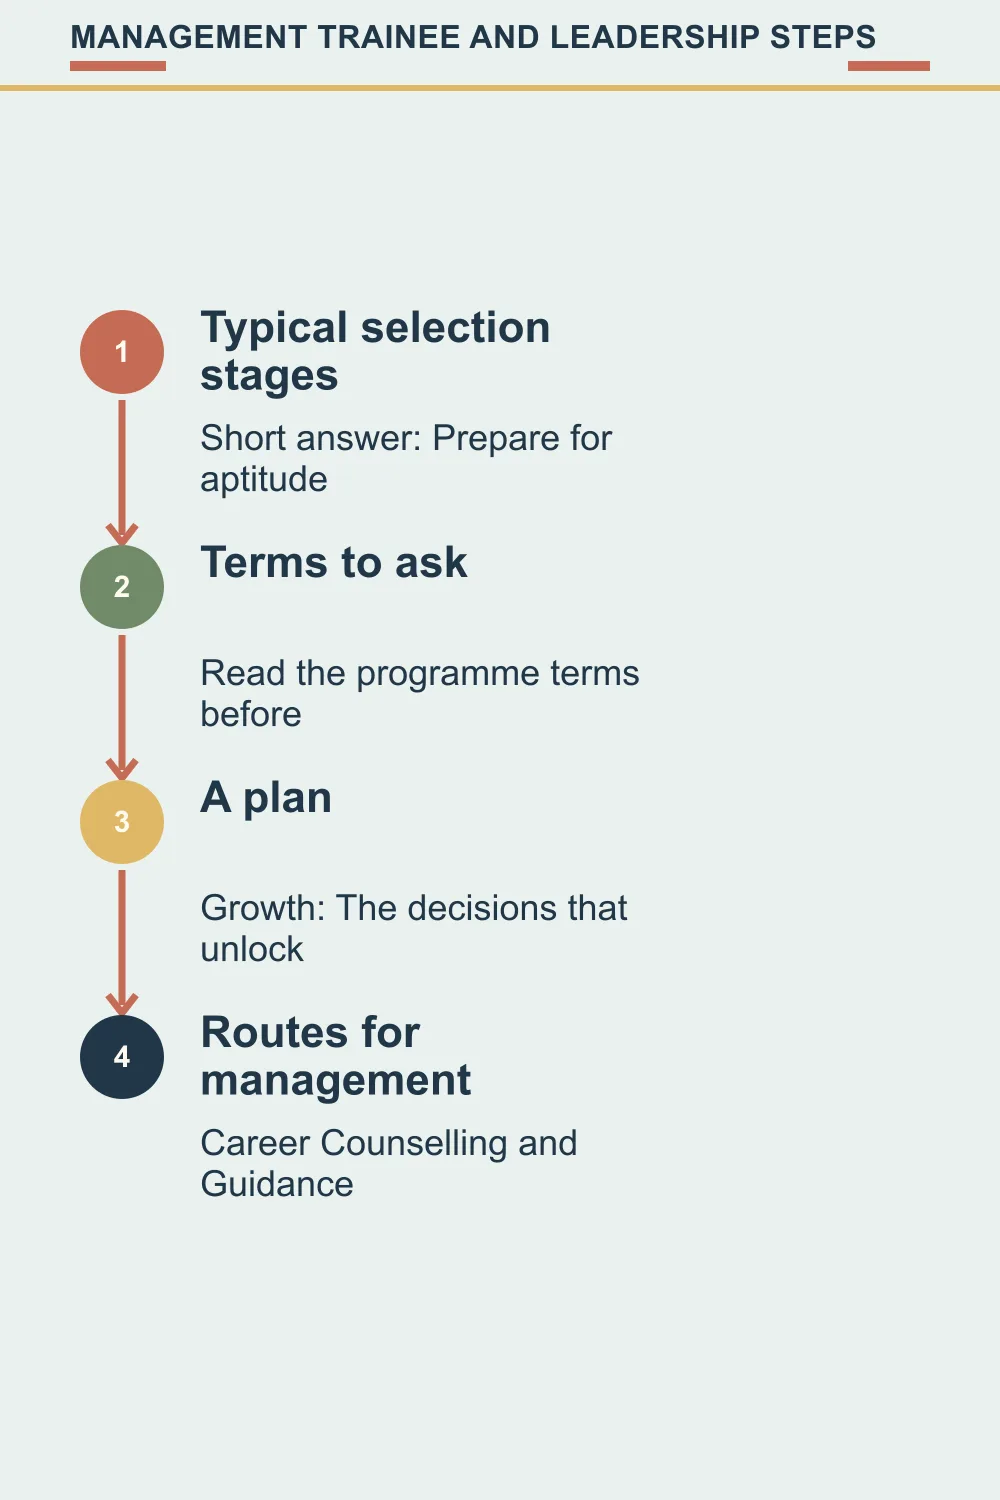 MANAGEMENT TRAINEE AND LEADERSHIP STEPS
1
Typical selection
stages
Short answer: Prepare for
aptitude
2
Terms to ask
Read the programme terms
before
3
A plan
Growth: The decisions that
unlock
4
Routes for
management
Career Counselling and
Guidance